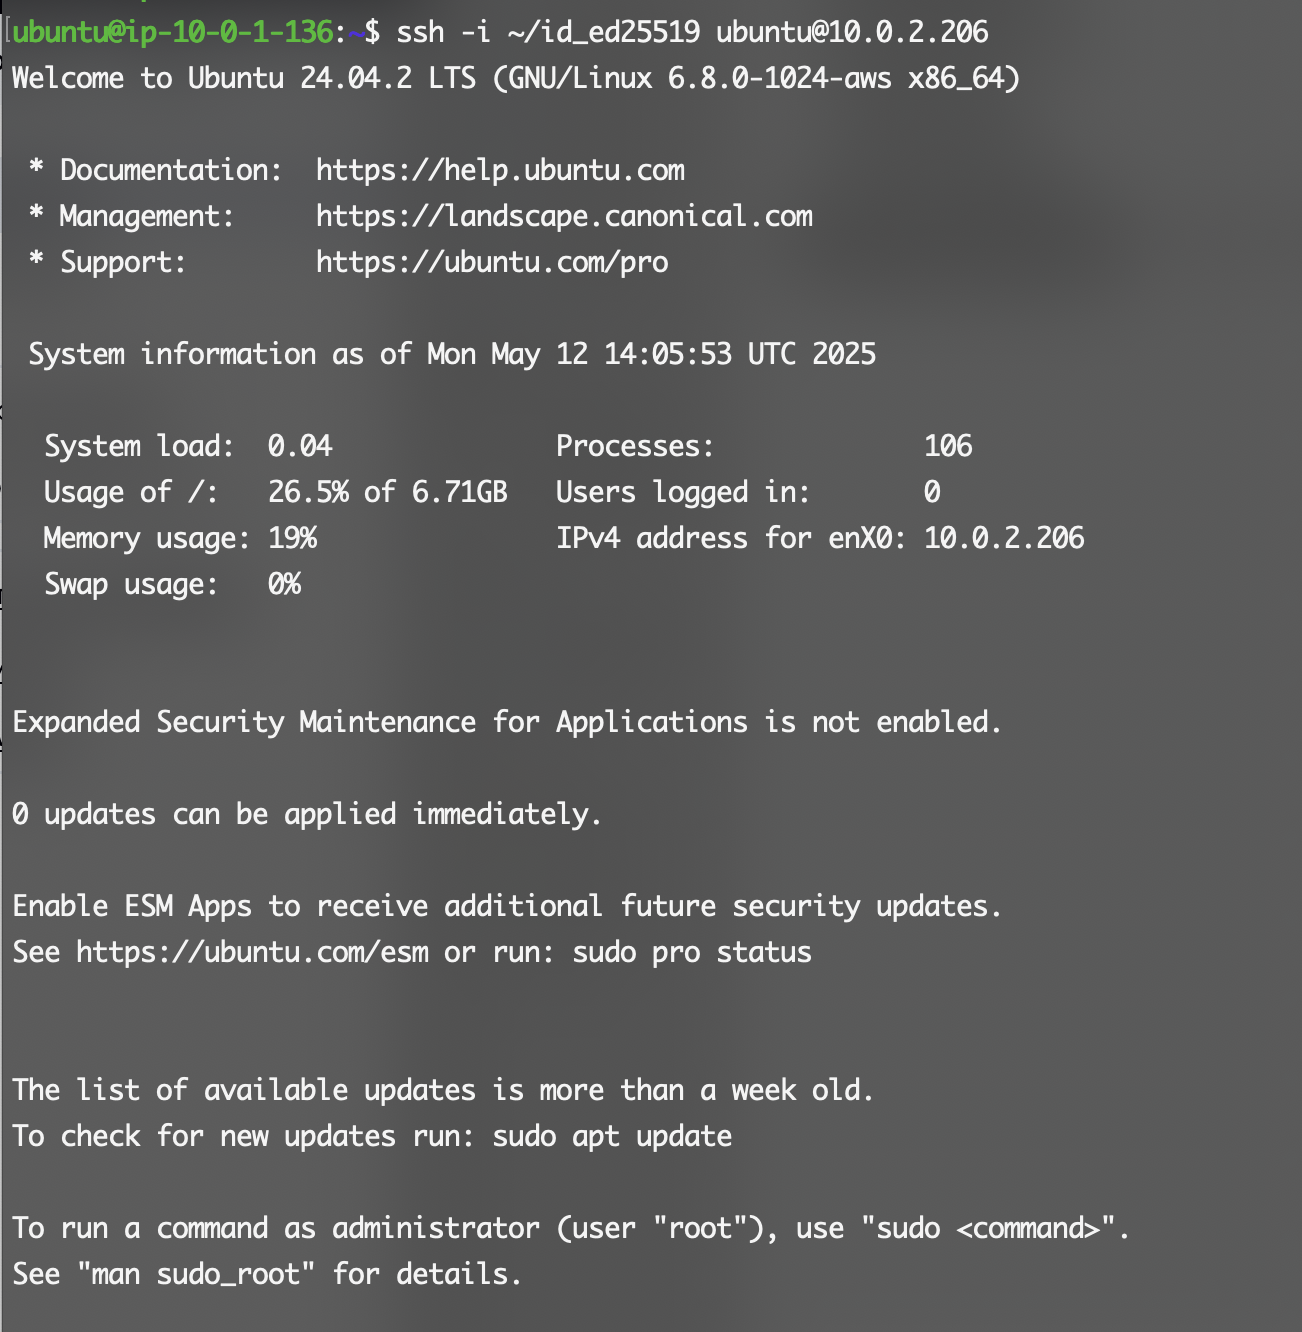 ubuntu@ip-10-0-1-136:~$ ssh -i ~/id_ed25519 ubuntu@10.0.2.206
Welcome to Ubuntu 24.04.2 LTS (GNU/Linux 6.8.0-1024-aws x86_64)
* Documentation: https://help.ubuntu.com
* Management: https://landscape.canonical.com
* Support: https://ubuntu.com/pro
System information as of Mon May 12 14:05:53 UTC 2025
System load: 0.04 Processes: 106
Usage of /: 26.5% of 6.71GB Users logged in: 0
Memory usage: 19% IPv4 address for enX0: 10.0.2.206
Swap usage: 0%
Expanded Security Maintenance for Applications is not enabled.
0 updates can be applied immediately.
Enable ESM Apps to receive additional future security updates.
See https://ubuntu.com/esm or run: sudo pro status
The list of available updates is more than a week old.
To check for new updates run: sudo apt update
To run a command as administrator (user "root"), use "sudo <command>".
See "man sudo_root" for details.